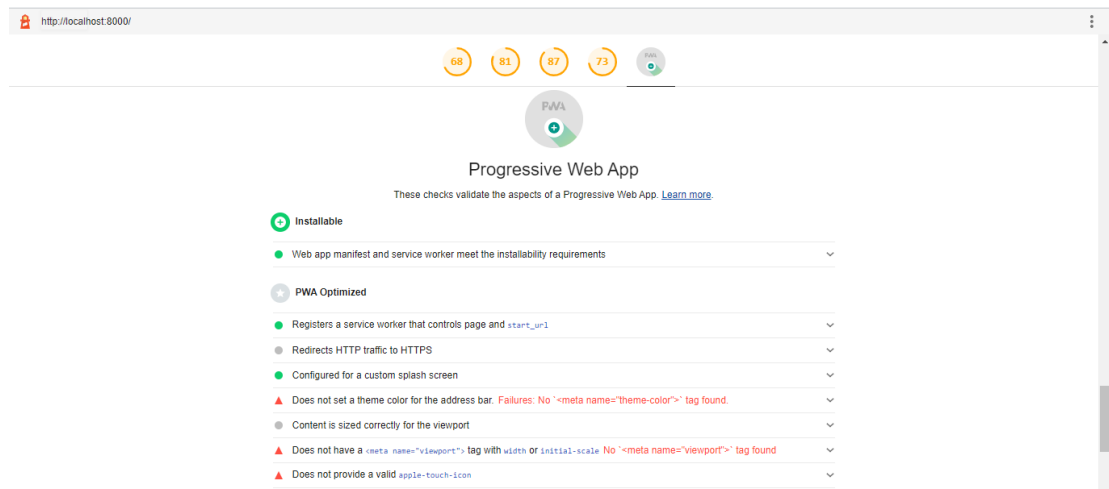 http://localhost:8000/
68 81 87 73 PWA
PWA
Progressive Web App
These checks validate the aspects of a Progressive Web App. Learn more.
Installable
Web app manifest and service worker meet the installability requirements
PWA Optimized
Registers a service worker that controls page and start_url
Redirects HTTP traffic to HTTPS
Configured for a custom splash screen
Does not set a theme color for the address bar. Failures: No `<meta name="theme-color">` tag found.
Content is sized correctly for the viewport
Does not have a <meta name="viewport"> tag with width or initial-scale No `<meta name="viewport">` tag found
Does not provide a valid apple-touch-icon